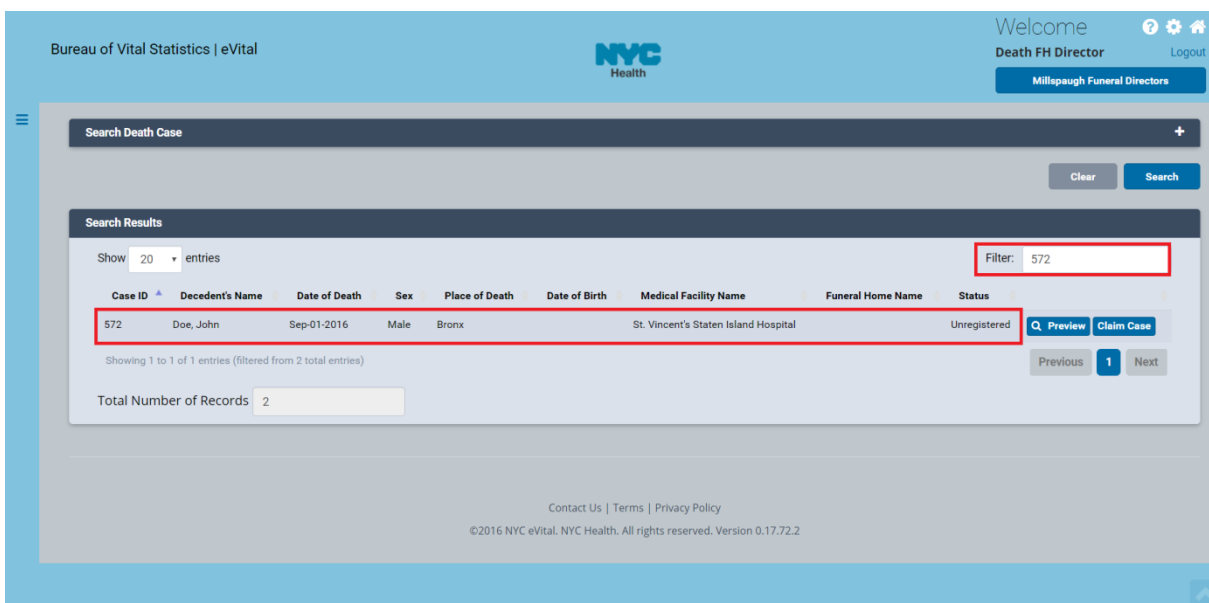 Welcome
Bureau of Vital Statistics | eVital
NYC
Health
Death FH Director
Logout
Millspaugh Funeral Directors
Search Death Case
Clear
Search
Search Results
Show 20 entries
Filter: 572
Case ID Decedent's Name Date of Death Sex Place of Death Date of Birth Medical Facility Name Funeral Home Name Status
572 Doe, John Sep-01-2016 Male Bronx St. Vincent's Staten Island Hospital Unregistered Preview Claim Case
Showing 1 to 1 of 1 entries (filtered from 2 total entries)
Previous 1 Next
Total Number of Records 2
Contact Us | Terms | Privacy Policy
©2016 NYC eVital. NYC Health. All rights reserved. Version 0.17.72.2